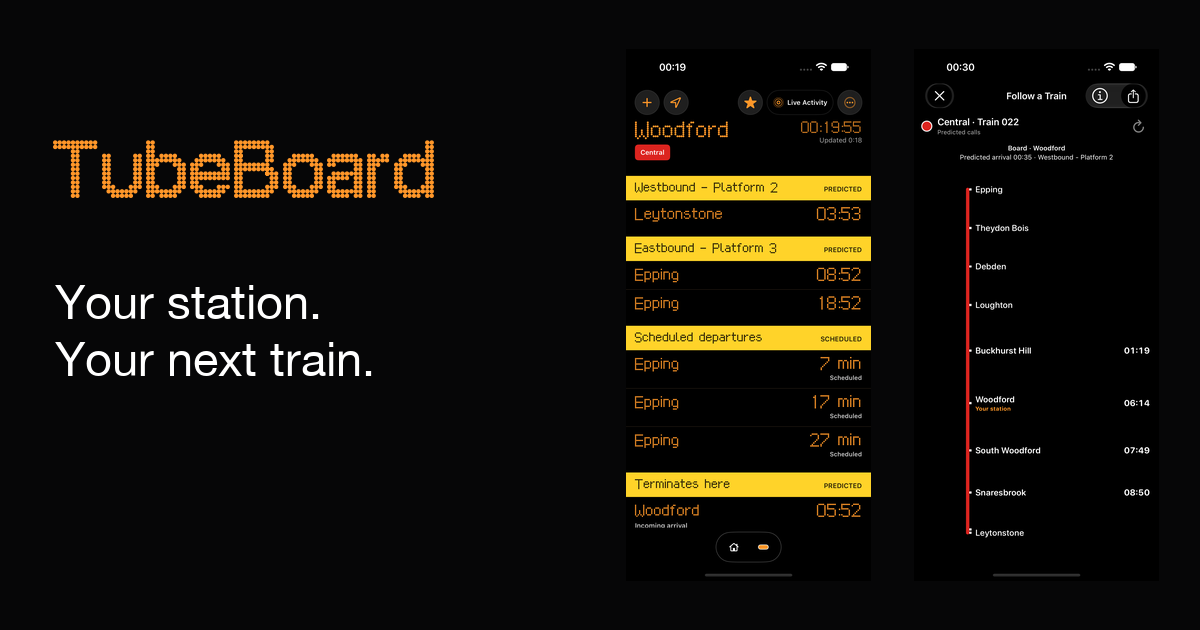 TubeBoard
Your station.
Your next train.
00:19
Live Activity
Woodford
00:19:55
Updated 0:18
Central
Westbound - Platform 2
PREDICTED
Leytonstone
03:53
Eastbound - Platform 3
PREDICTED
Epping
08:52
Epping
18:52
Scheduled departures
SCHEDULED
Epping
7 min
Scheduled
Epping
17 min
Scheduled
Epping
27 min
Scheduled
Terminates here
PREDICTED
Woodford
05:52
Incoming arrival
00:30
Follow a Train
Central · Train 022
Predicted calls
Board · Woodford
Predicted arrival 00:35 · Westbound - Platform 2
Epping
Theydon Bois
Debden
Loughton
Buckhurst Hill
01:19
Woodford
Your station
06:14
South Woodford
07:49
Snaresbrook
08:50
Leytonstone